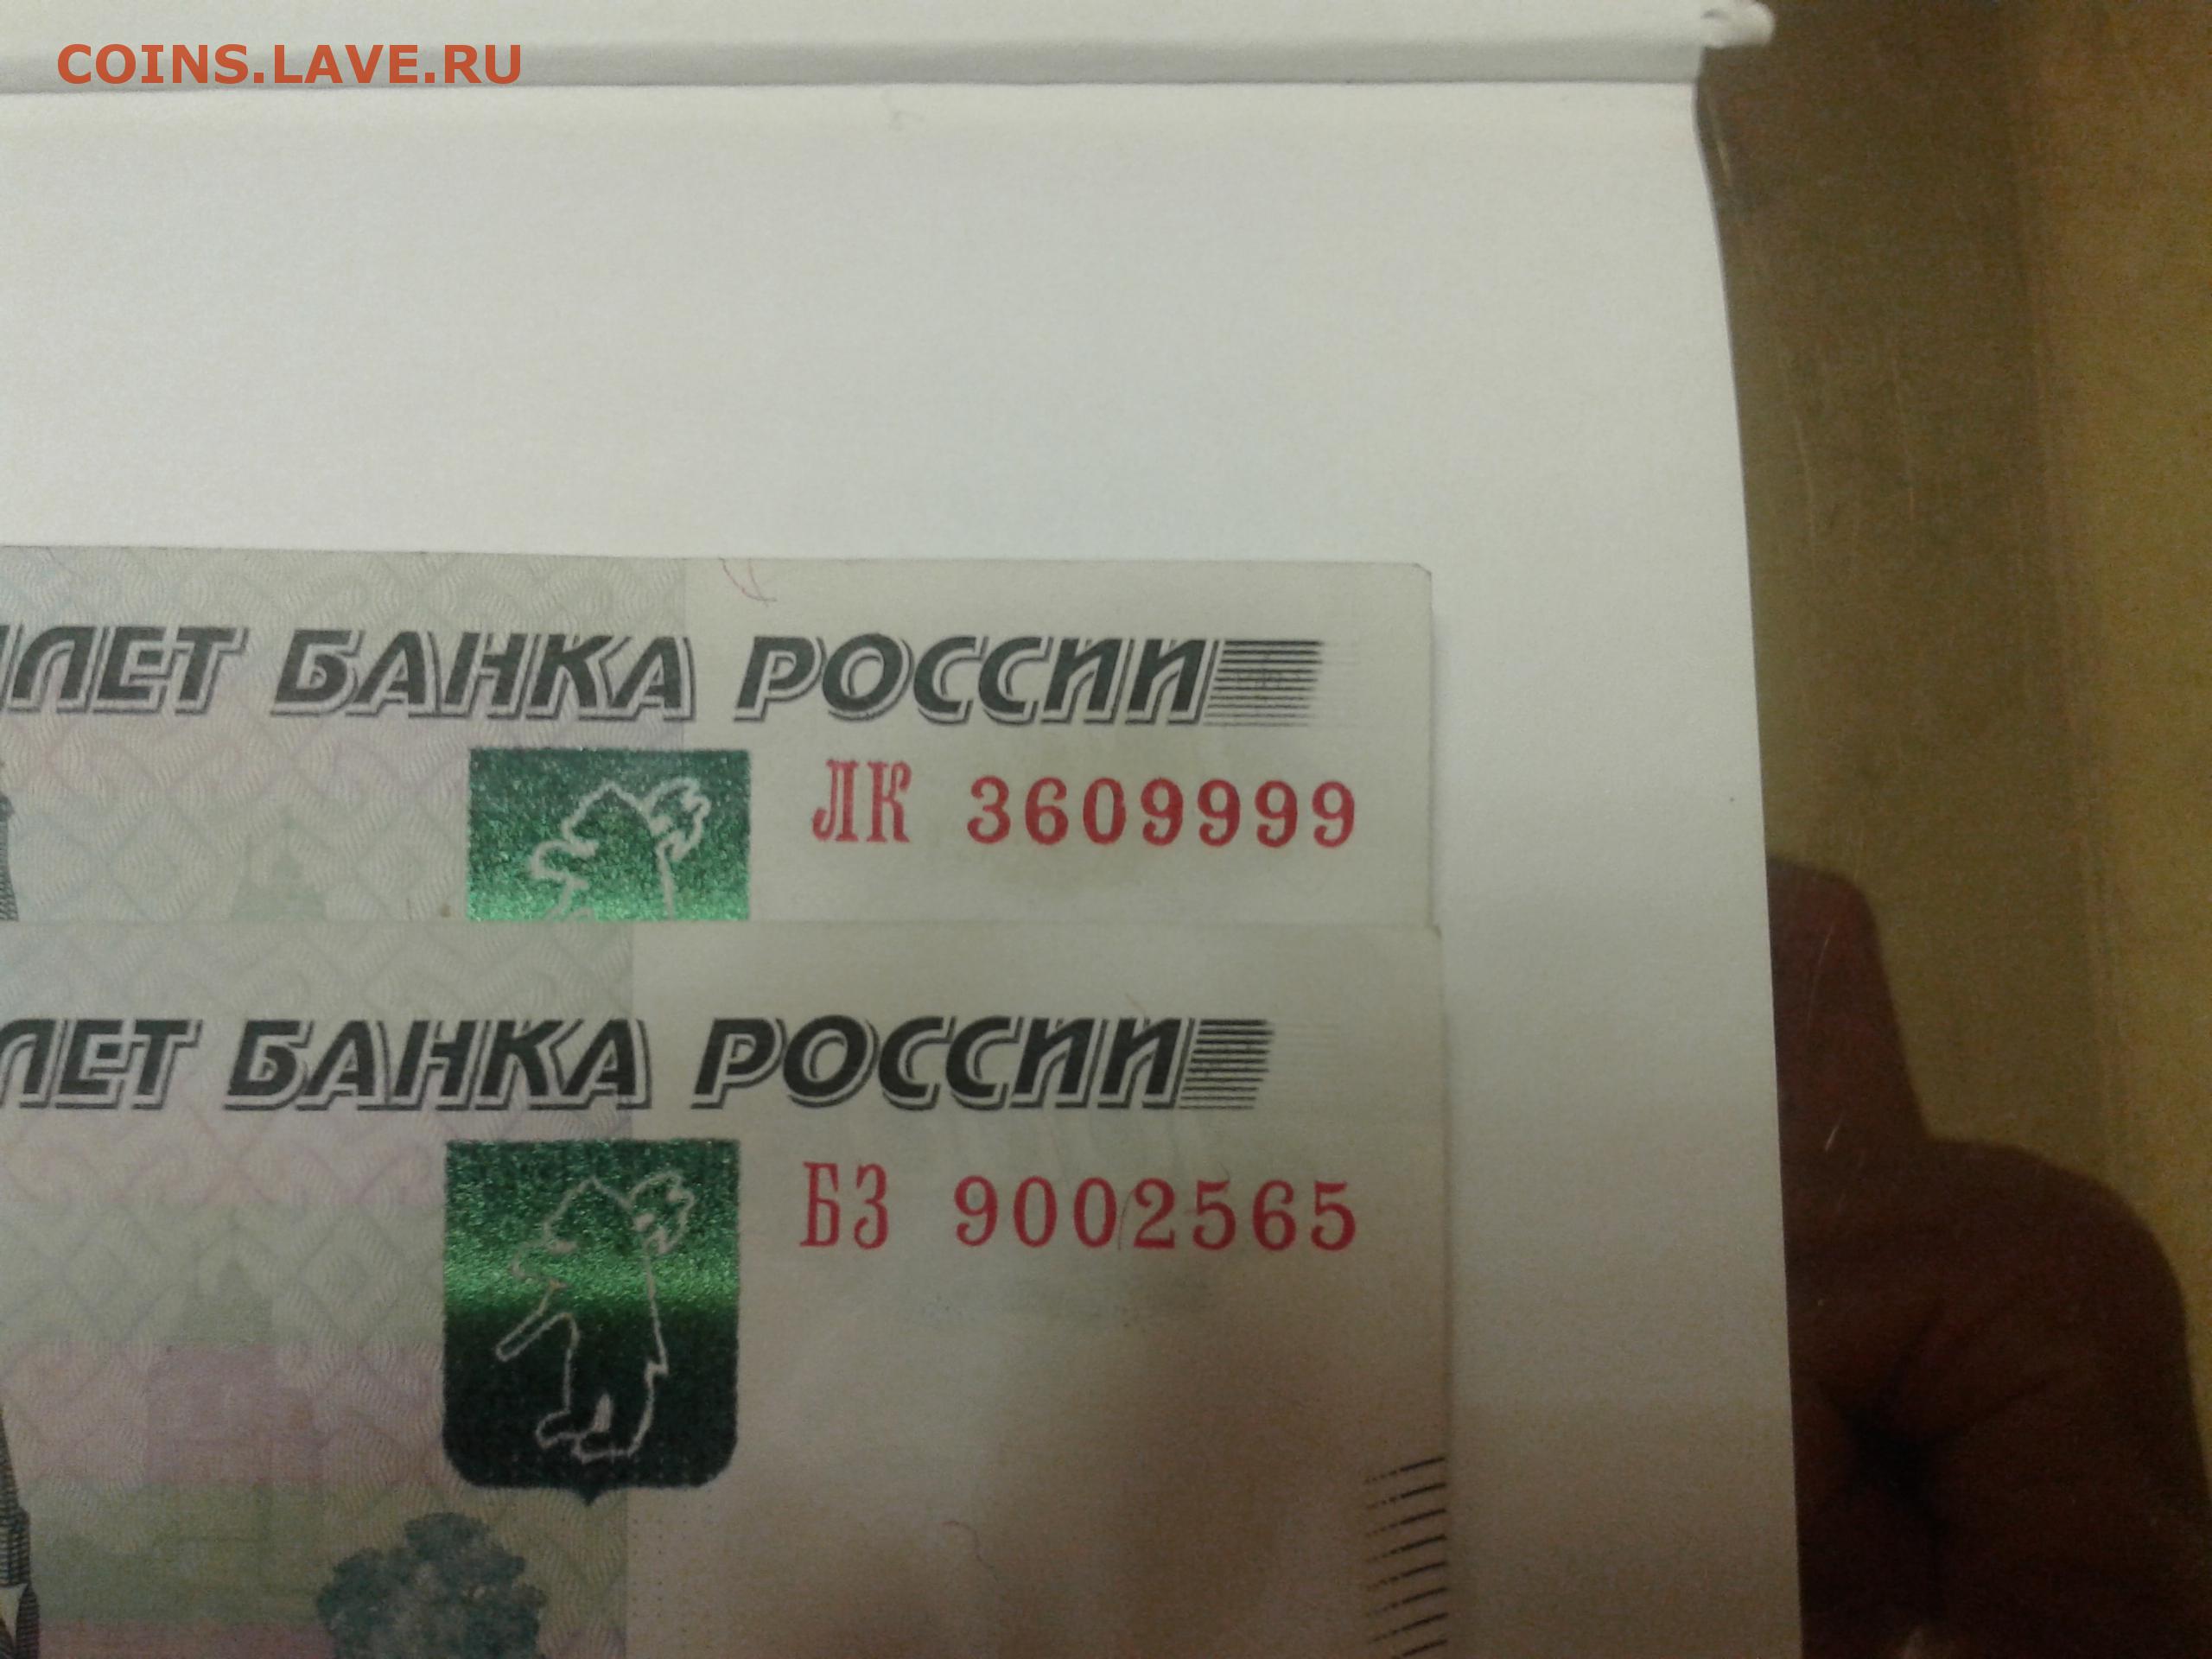 COINS.LAVE.RU
ЛЕТ БАНКА РОССИИ
ЛК 3609999
ЛЕТ БАНКА РОССИИ
БЗ 9002565